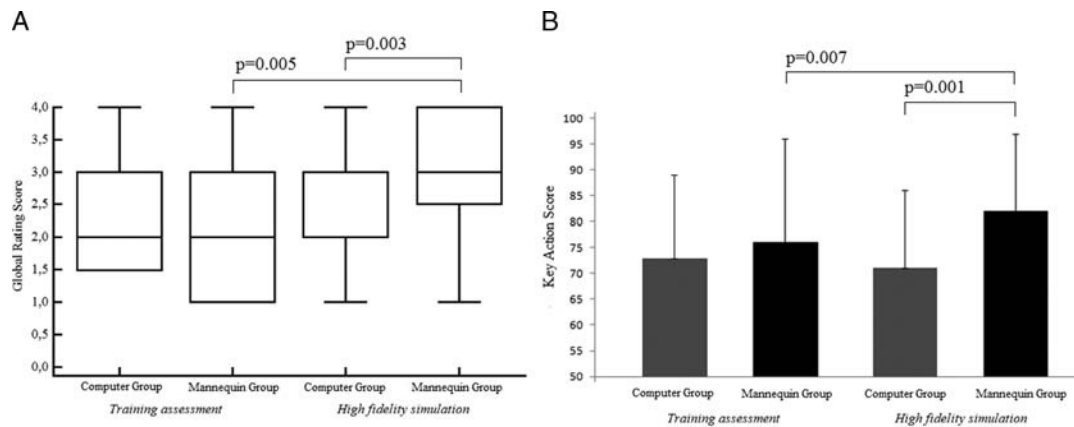 A
p=0.003
p=0.005
Global Rating Score
4,0
3,5
3,0
2,5
2,0
1,5
1,0
0,5
0,0
Computer Group Mannequin Group Computer Group Mannequin Group
Training assessment High fidelity simulation
B
p=0.007
p=0.001
Key Action Score
100
95
90
85
80
75
70
65
60
55
50
Computer Group Mannequin Group Computer Group Mannequin Group
Training assessment High fidelity simulation